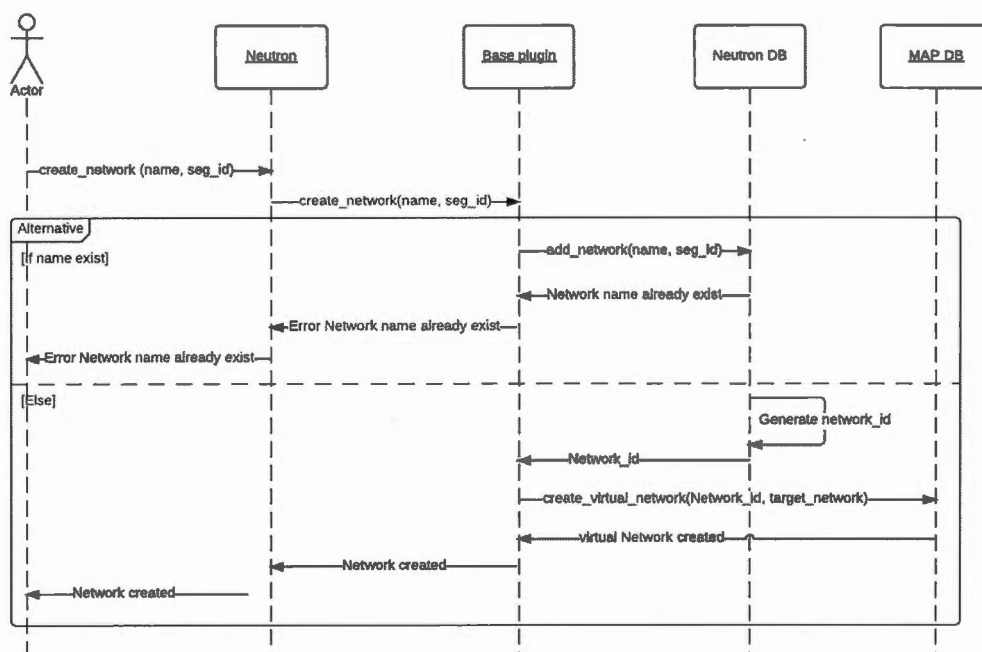 Neutron
Base plugin
Neutron DB
MAP DB
Actor
create_network (name, seg_id)
create_network(name, seg_id)
Alternative
[If name exist]
add_network(name, seg_id)
Network name already exist
Error Network name already exist
Error Network name already exist
[Else]
Generate network_id
Network_id
create_virtual_network(Network_id, target_network)
virtual Network created
Network created
Network created